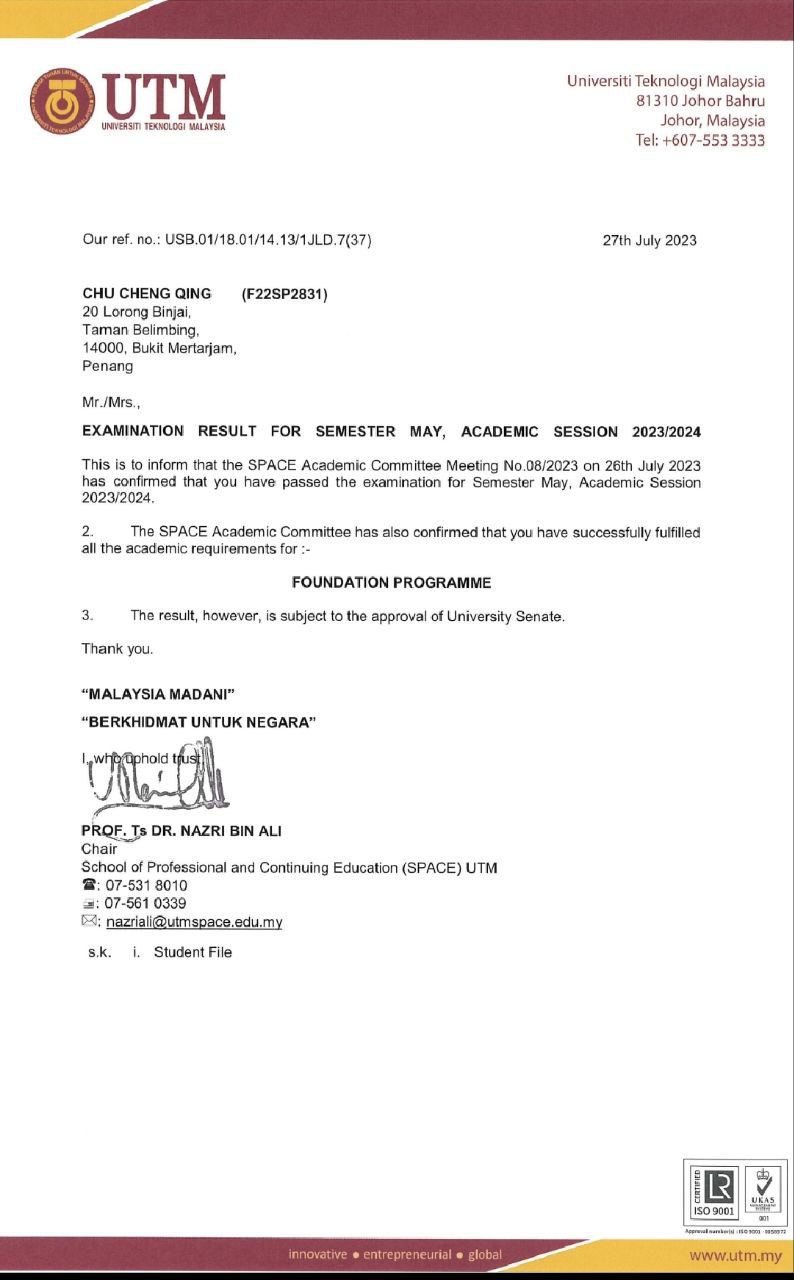 UTM
UNIVERSITI TEKNOLOGI MALAYSIA
Universiti Teknologi Malaysia
81310 Johor Bahru
Johor, Malaysia
Tel: +607-553 3333
Our ref. no.: USB.01/18.01/14.13/1JLD.7(37) 27th July 2023
CHU CHENG QING (F22SP2831)
20 Lorong Binjai,
Taman Belimbing,
14000, Bukit Mertarjam,
Penang
Mr./Mrs.,
EXAMINATION RESULT FOR SEMESTER MAY, ACADEMIC SESSION 2023/2024
This is to inform that the SPACE Academic Committee Meeting No.08/2023 on 26th July 2023
has confirmed that you have passed the examination for Semester May, Academic Session
2023/2024.
2. The SPACE Academic Committee has also confirmed that you have successfully fulfilled
all the academic requirements for :-
FOUNDATION PROGRAMME
3. The result, however, is subject to the approval of University Senate.
Thank you.
“MALAYSIA MADANI”
“BERKHIDMAT UNTUK NEGARA”
I, who uphold trust,
PROF. Ts DR. NAZRI BIN ALI
Chair
School of Professional and Continuing Education (SPACE) UTM
☎: 07-531 8010
: 07-561 0339
✉: nazriali@utmspace.edu.my
s.k. i. Student File
CERTIFIED
LR
ISO 9001
UKAS
MANAGEMENT
SYSTEMS
001
innovative ● entrepreneurial ● global
www.utm.my